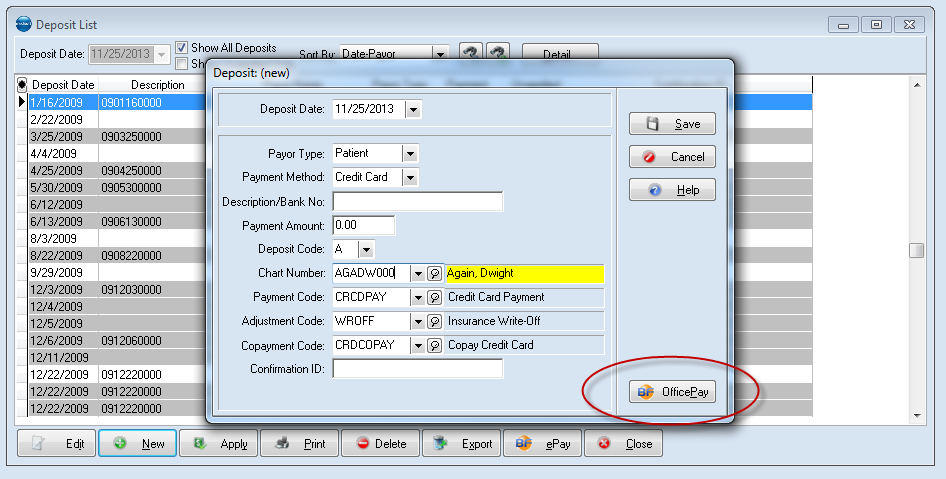 Deposit List
Deposit Date: 11/25/2013 Show All Deposits Sort By: Date-Payor Detail
Deposit Date Description
1/16/2009 0901160000
2/22/2009
3/25/2009 0903250000
4/4/2009
4/25/2009 0904250000
5/30/2009 0905300000
6/12/2009
6/13/2009 0906130000
8/3/2009
8/22/2009 0908220000
9/29/2009
12/3/2009 0912030000
12/4/2009
12/5/2009
12/6/2009 0912060000
12/11/2009
12/22/2009 0912220000
12/22/2009 0912220000
12/22/2009 0912220000
Deposit: (new)
Deposit Date: 11/25/2013
Payor Type: Patient
Payment Method: Credit Card
Description/Bank No:
Payment Amount: 0.00
Deposit Code: A
Chart Number: AGADW000 Again, Dwight
Payment Code: CRCDPAY Credit Card Payment
Adjustment Code: WROFF Insurance Write-Off
Copayment Code: CRDCOPAY Copay Credit Card
Confirmation ID:
Save
Cancel
Help
BF OfficePay
Edit New Apply Print Delete Export BF ePay Close